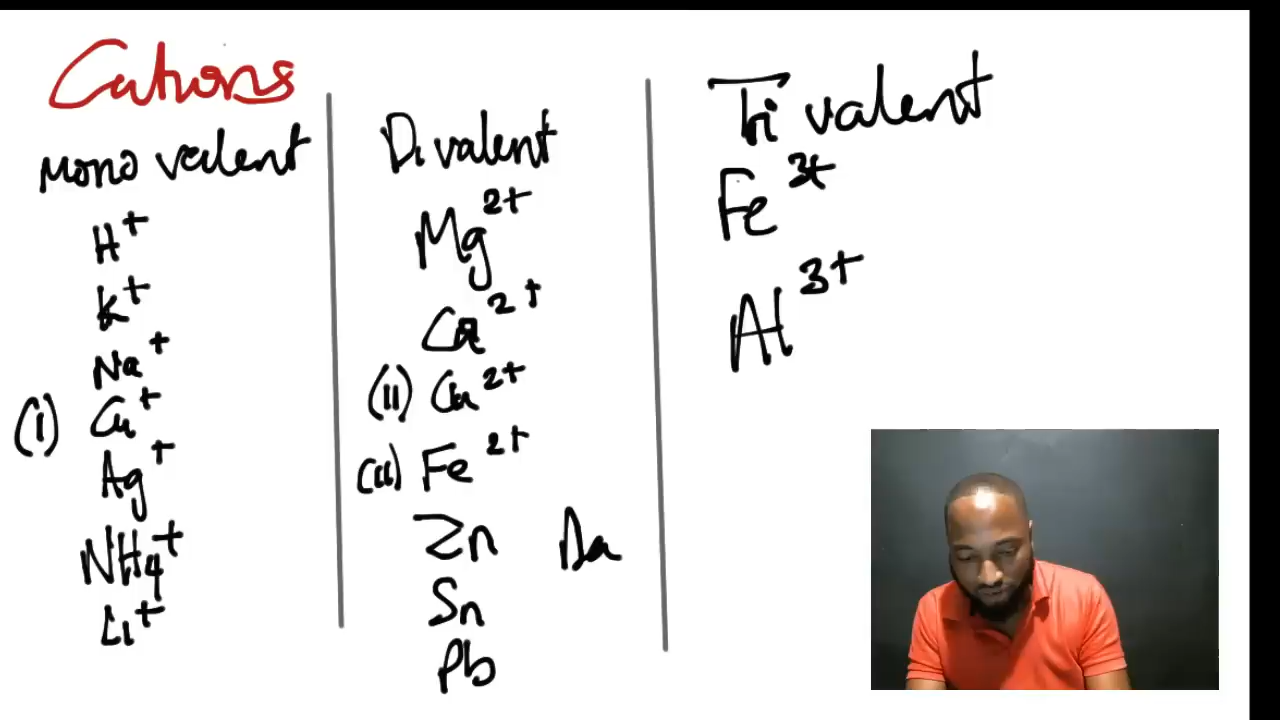 Cations
Mono valent
H⁺
K⁺
Na⁺
(I) Cu⁺
Ag⁺
NH4⁺
Li⁺
Divalent
Mg²⁺
Ca²⁺
(II) Cu²⁺
(II) Fe²⁺
Zn
Sn
Pb
Tri valent
Fe³⁺
Al³⁺